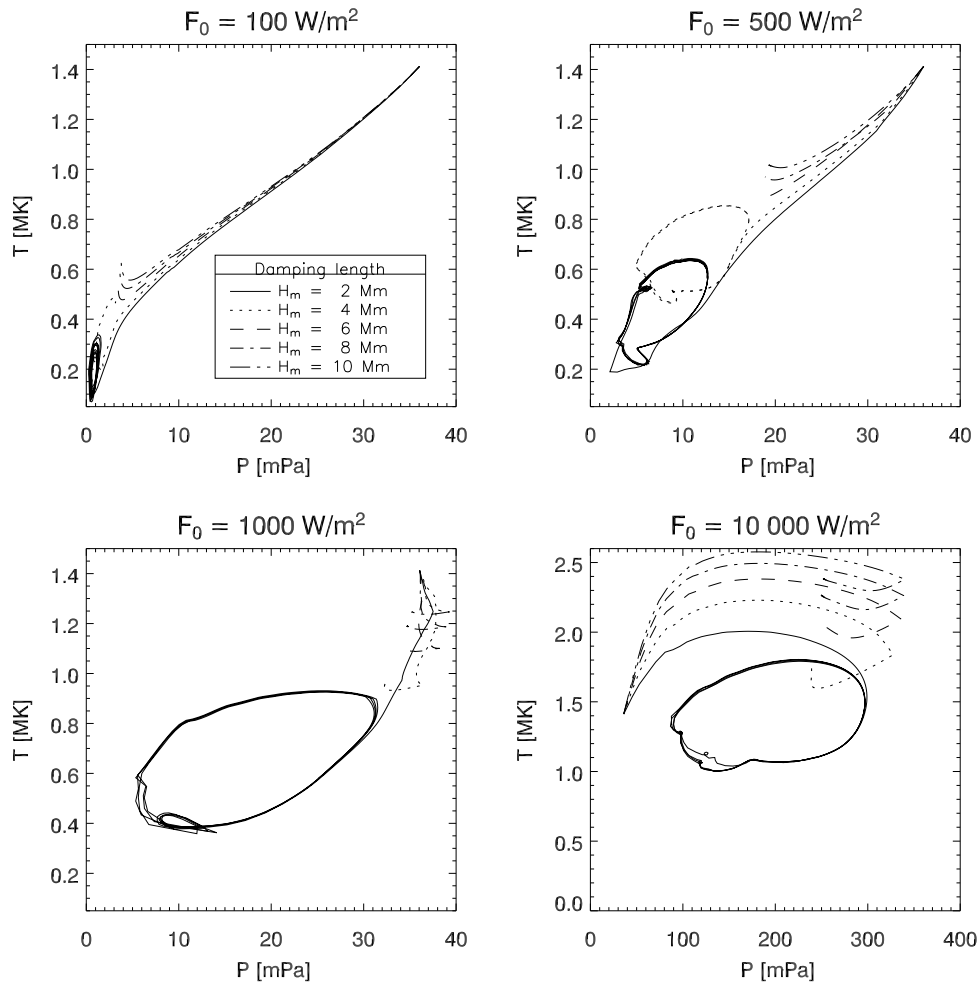 F₀ = 100 W/m²
1.4
1.2
1.0
0.8
0.6
0.4
0.2
T [MK]
0 10 20 30 40
P [mPa]
Damping length
Hₘ = 2 Mm
Hₘ = 4 Mm
Hₘ = 6 Mm
Hₘ = 8 Mm
Hₘ = 10 Mm
F₀ = 500 W/m²
1.4
1.2
1.0
0.8
0.6
0.4
0.2
T [MK]
0 10 20 30 40
P [mPa]
F₀ = 1000 W/m²
1.4
1.2
1.0
0.8
0.6
0.4
0.2
T [MK]
0 10 20 30 40
P [mPa]
F₀ = 10 000 W/m²
2.5
2.0
1.5
1.0
0.5
0.0
T [MK]
0 100 200 300 400
P [mPa]